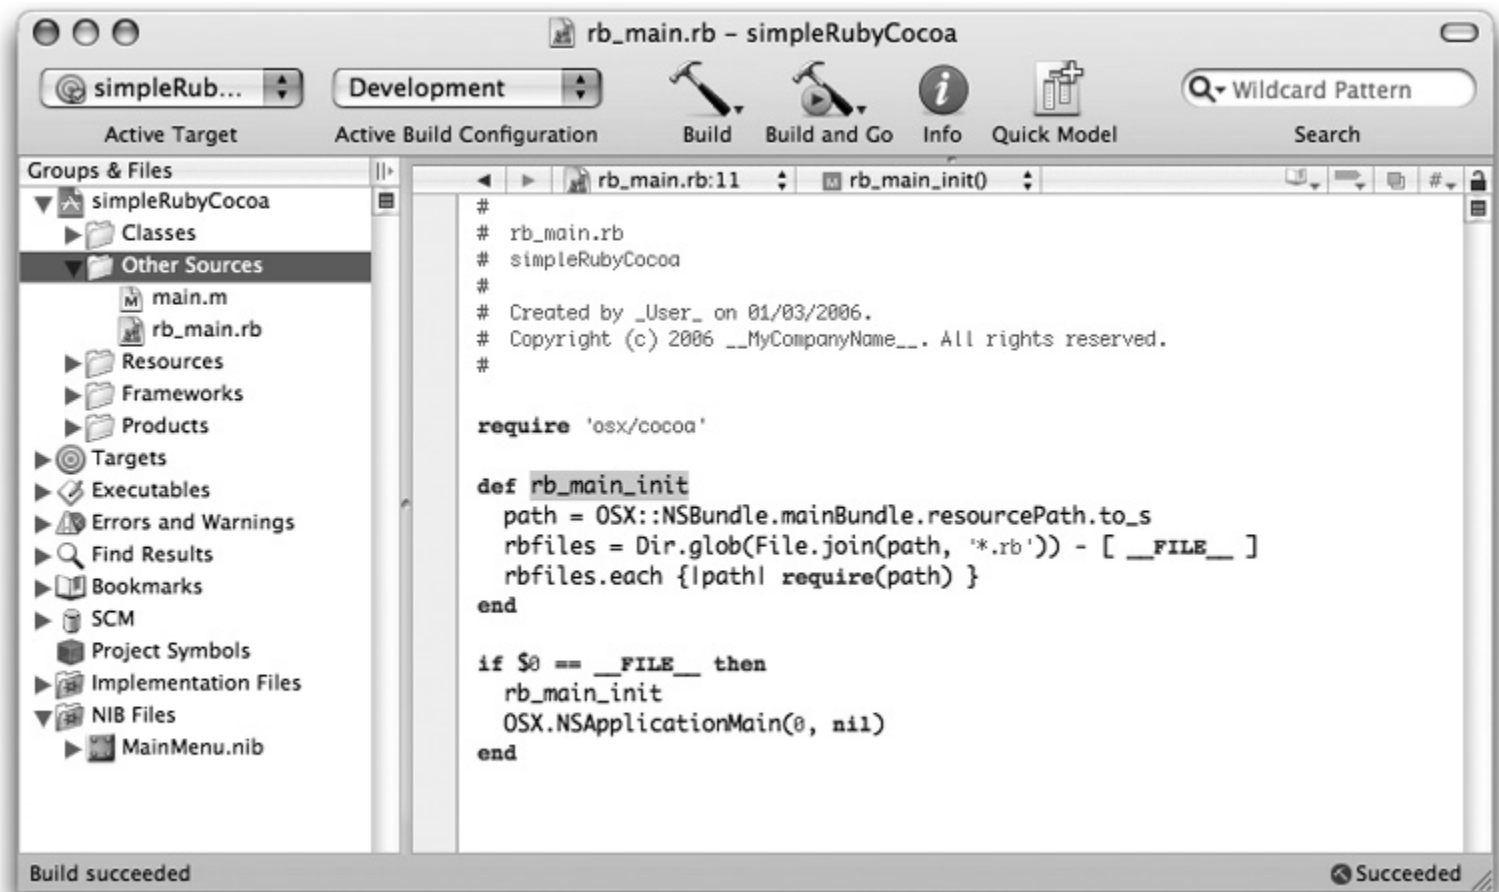 rb_main.rb – simpleRubyCocoa
simpleRub...
Development
Wildcard Pattern
Active Target
Active Build Configuration
Build
Build and Go
Info
Quick Model
Search
Groups & Files
simpleRubyCocoa
Classes
Other Sources
main.m
rb_main.rb
Resources
Frameworks
Products
Targets
Executables
Errors and Warnings
Find Results
Bookmarks
SCM
Project Symbols
Implementation Files
NIB Files
MainMenu.nib
rb_main.rb:11
rb_main_init()
#
#
# rb_main.rb
# simpleRubyCocoa
#
# Created by _User_ on 01/03/2006.
# Copyright (c) 2006 __MyCompanyName__. All rights reserved.
#
require 'osx/cocoa'
def rb_main_init
path = OSX::NSBundle.mainBundle.resourcePath.to_s
rbfiles = Dir.glob(File.join(path, '*.rb')) - [ __FILE__ ]
rbfiles.each {|path| require(path) }
end
if $0 == __FILE__ then
rb_main_init
OSX.NSApplicationMain(0, nil)
end
Build succeeded
Succeeded